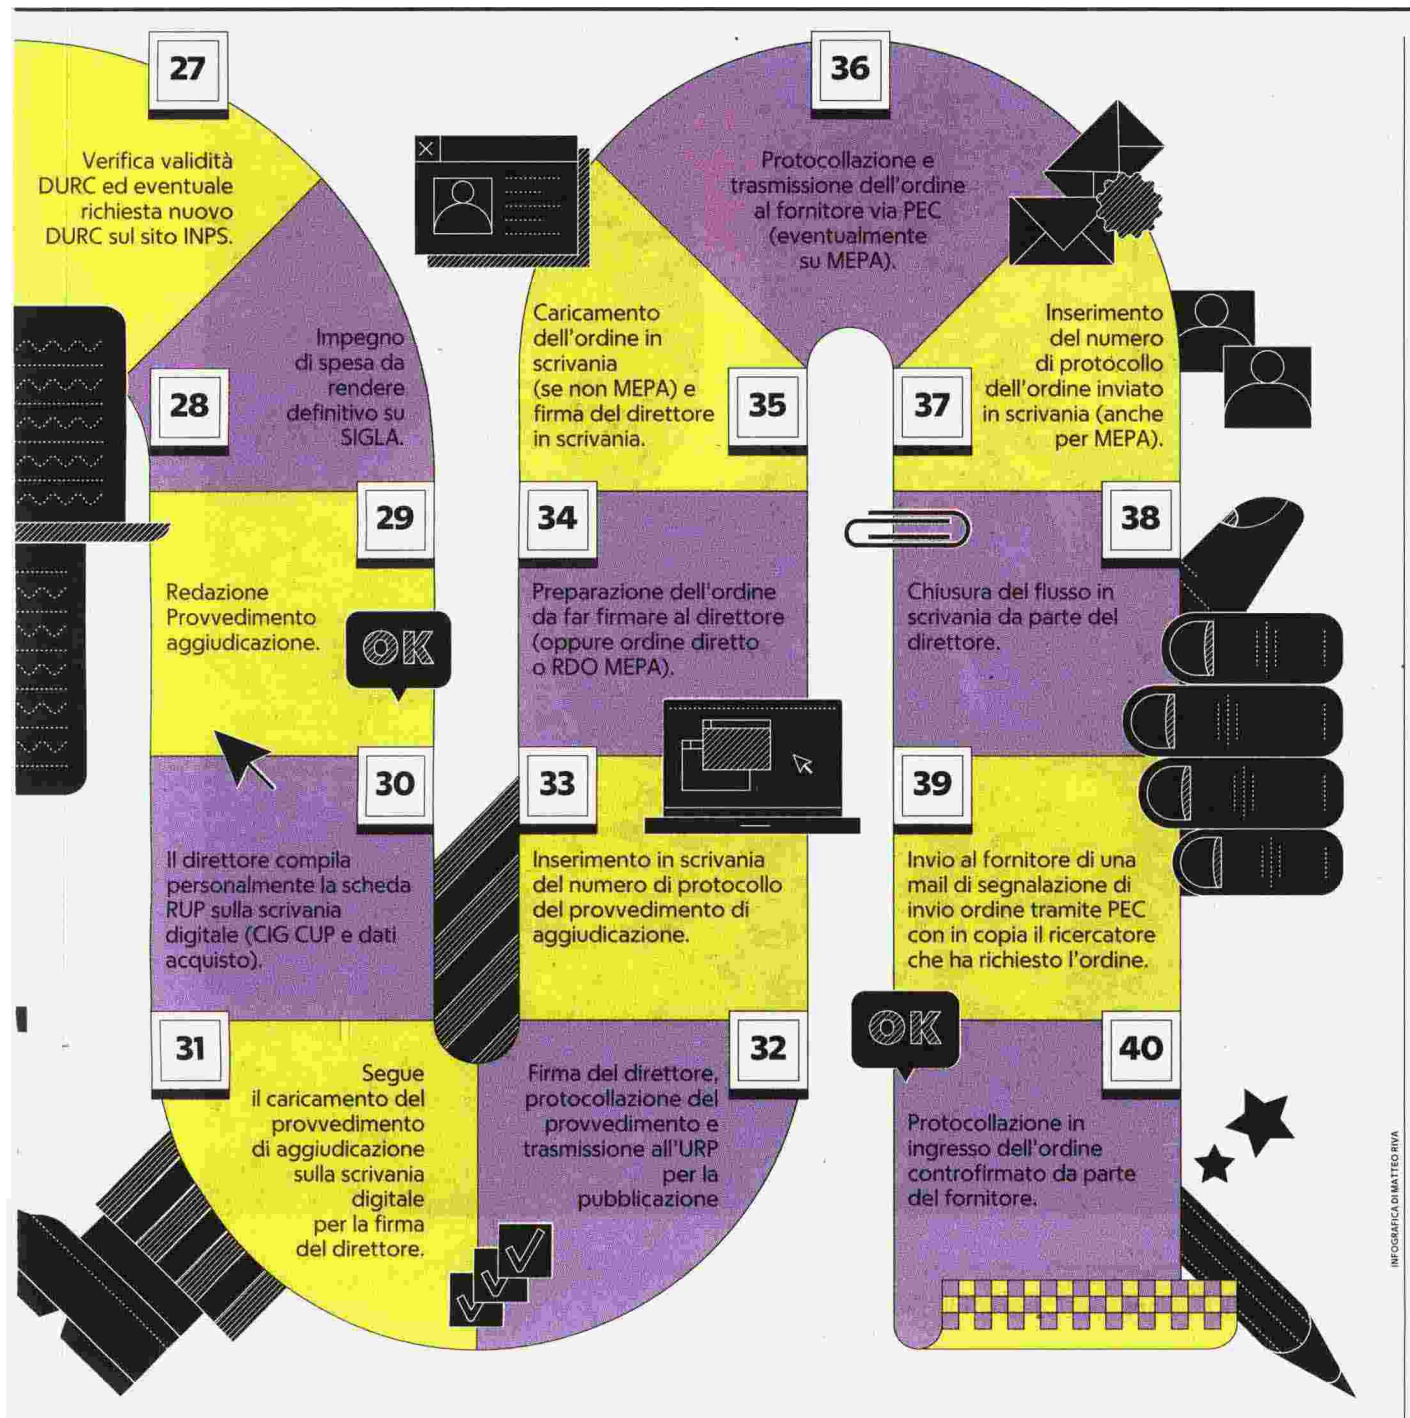 27
Verifica validità
DURC ed eventuale
richiesta nuovo
DURC sul sito INPS.
28
Impegno
di spesa da
rendere
definitivo su
SIGLA.
29
Redazione
Provvedimento
aggiudicazione.
OK
30
Il direttore compila
personalmente la scheda
RUP sulla scrivania
digitale (CIG CUP e dati
acquisto).
31
Segue
il caricamento del
provvedimento
di aggiudicazione
sulla scrivania
digitale
per la firma
del direttore.
32
Firma del direttore,
protocollazione del
provvedimento e
trasmissione all'URP
per la
pubblicazione
33
Inserimento in scrivania
del numero di protocollo
del provvedimento di
aggiudicazione.
34
Preparazione dell'ordine
da far firmare al direttore
(oppure ordine diretto
o RDO MEPA).
35
Caricamento
dell'ordine in
scrivania
(se non MEPA) e
firma del direttore
in scrivania.
36
Protocollazione e
trasmissione dell'ordine
al fornitore via PEC
(eventualmente
su MEPA).
37
Inserimento
del numero
di protocollo
dell'ordine inviato
in scrivania (anche
per MEPA).
38
Chiusura del flusso in
scrivania da parte del
direttore.
39
Invio al fornitore di una
mail di segnalazione di
invio ordine tramite PEC
con in copia il ricercatore
che ha richiesto l'ordine.
OK
40
Protocollazione in
ingresso dell'ordine
controfirmato da parte
del fornitore.
INFOGRAFICA DI MATTEO RIVA